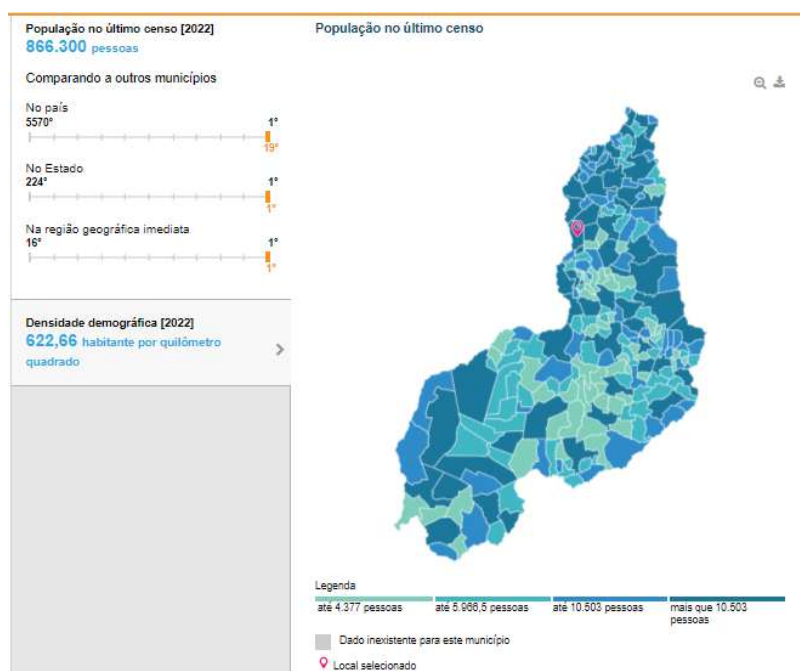 População no último censo [2022]
866.300 pessoas
Comparando a outros municípios
No país
5570° 1°
19°
No Estado
224° 1°
1°
Na região geográfica imediata
16° 1°
1°
Densidade demográfica [2022]
622,66 habitante por quilômetro
quadrado
População no último censo
Legenda
até 4.377 pessoas até 5.966,5 pessoas até 10.503 pessoas mais que 10.503
pessoas
Dado inexistente para este município
Local selecionado